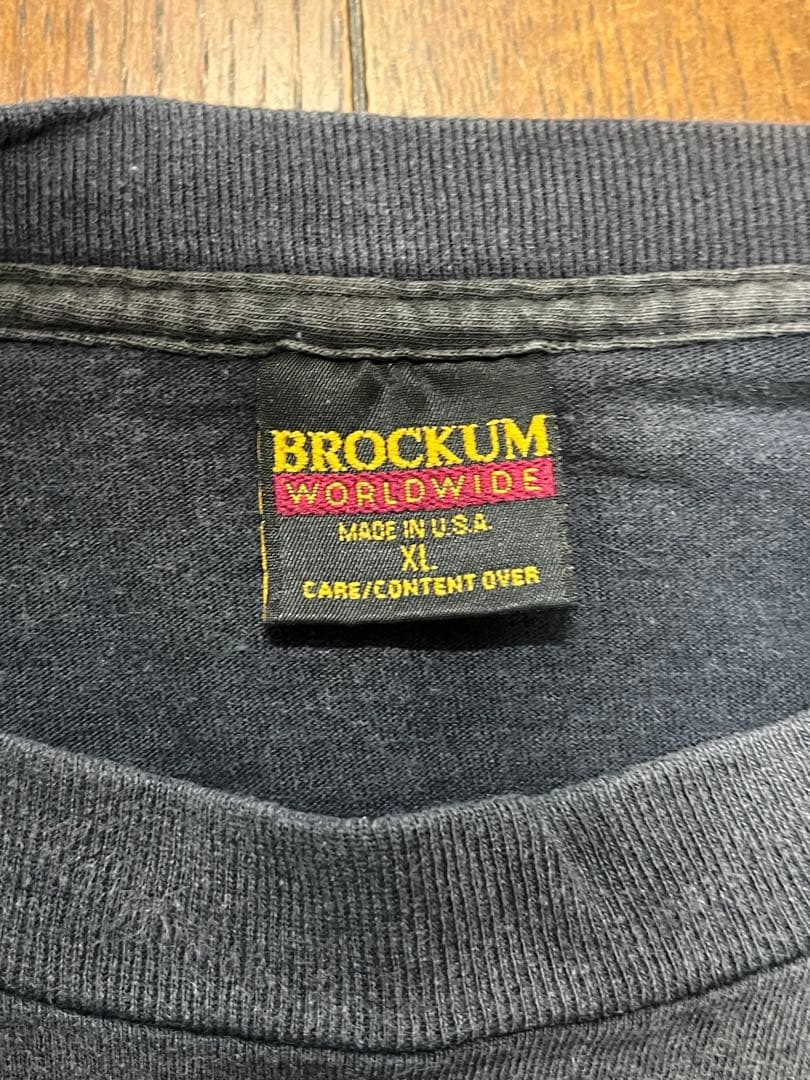 BROCKUM
WORLDWIDE
MADE IN U.S.A.
XL
CARE/CONTENT OVER